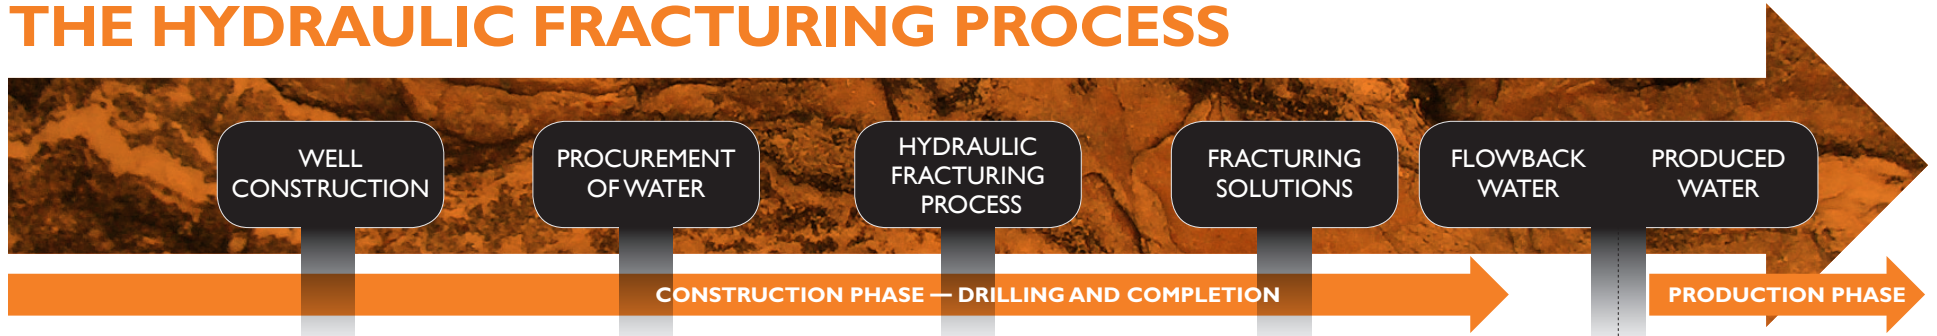 THE HYDRAULIC FRACTURING PROCESS
WELL
CONSTRUCTION
PROCUREMENT
OF WATER
HYDRAULIC
FRACTURING
PROCESS
FRACTURING
SOLUTIONS
FLOWBACK
WATER
PRODUCED
WATER
CONSTRUCTION PHASE — DRILLING AND COMPLETION
PRODUCTION PHASE